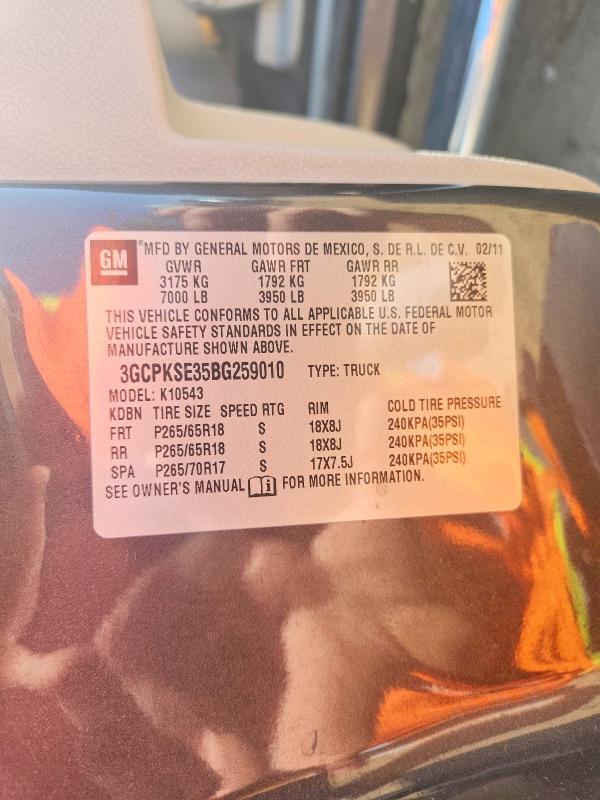 GM
®MFD BY GENERAL MOTORS DE MEXICO, S. DE R.L. DE C.V. 02/11
GVWR GAWR FRT GAWR RR
3175 KG 1792 KG 1792 KG
7000 LB 3950 LB 3950 LB
THIS VEHICLE CONFORMS TO ALL APPLICABLE U.S. FEDERAL MOTOR
VEHICLE SAFETY STANDARDS IN EFFECT ON THE DATE OF
MANUFACTURE SHOWN ABOVE.
3GCPKSE35BG259010 TYPE: TRUCK
MODEL: K10543
KDBN TIRE SIZE SPEED RTG RIM COLD TIRE PRESSURE
FRT P265/65R18 S 18X8J 240KPA(35PSI)
RR P265/65R18 S 18X8J 240KPA(35PSI)
SPA P265/70R17 S 17X7.5J 240KPA(35PSI)
SEE OWNER'S MANUAL FOR MORE INFORMATION.